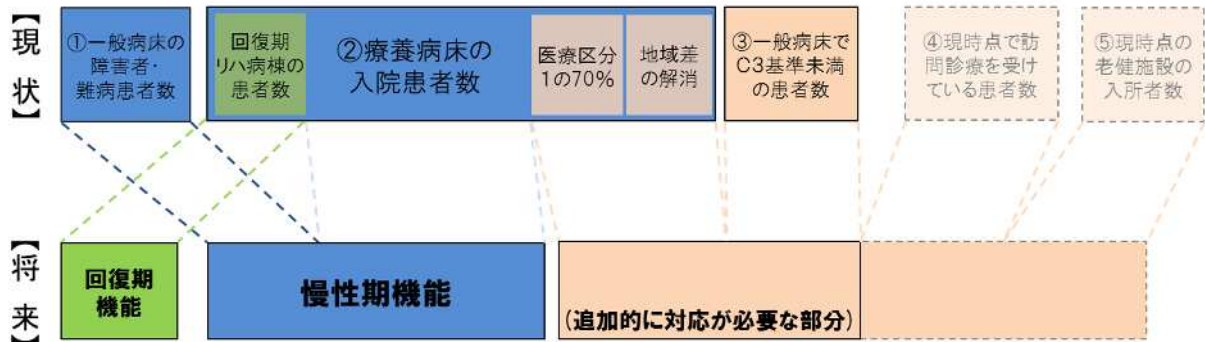 【現状】
①一般病床の
障害者・
難病患者数
回復期
リハ病棟の
患者数
②療養病床の
入院患者数
医療区分
1の70%
地域差
の解消
③一般病床で
C3基準未満
の患者数
④現時点で訪
問診療を受け
ている患者数
⑤現時点の
老健施設の
入所者数
【将来】
回復期
機能
慢性期機能
(追加的に対応が必要な部分)